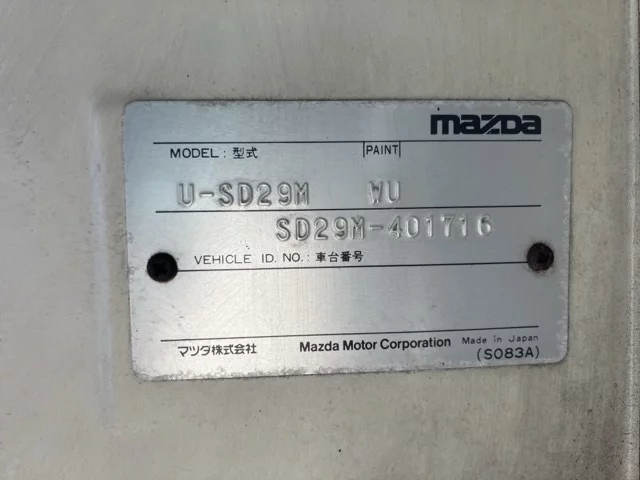 mazda
MODEL : 型式 PAINT
U-SD29M WU
SD29M-401716
VEHICLE ID. NO. : 車台番号
マツダ株式会社 Mazda Motor Corporation Made in Japan
(S083A)